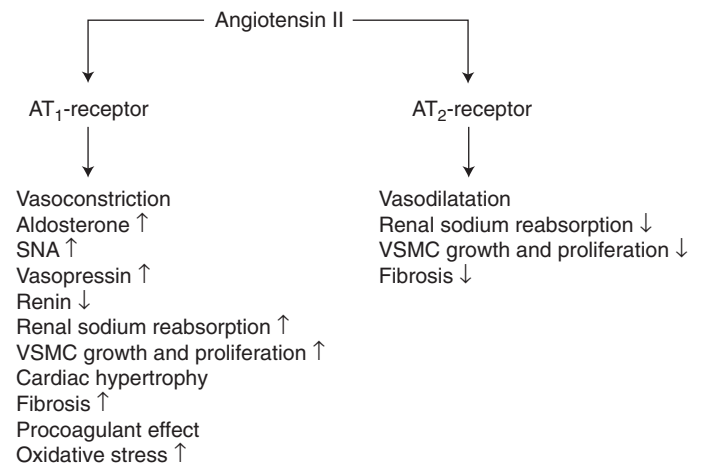 Angiotensin II
AT₁-receptor
AT₂-receptor
Vasoconstriction
Aldosterone ↑
SNA ↑
Vasopressin ↑
Renin ↓
Renal sodium reabsorption ↑
VSMC growth and proliferation ↑
Cardiac hypertrophy
Fibrosis ↑
Procoagulant effect
Oxidative stress ↑
Vasodilatation
Renal sodium reabsorption ↓
VSMC growth and proliferation ↓
Fibrosis ↓